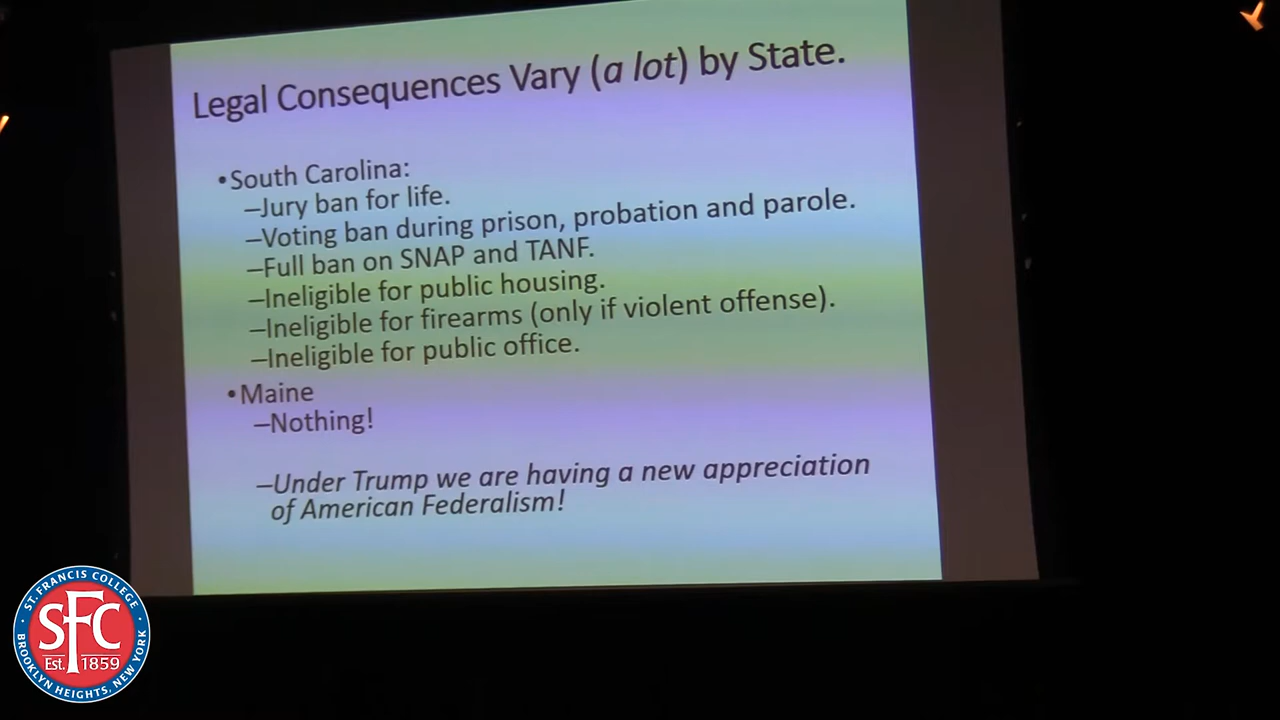 Legal Consequences Vary (a lot) by State.
•South Carolina:
–Jury ban for life.
–Voting ban during prison, probation and parole.
–Full ban on SNAP and TANF.
–Ineligible for public housing.
–Ineligible for firearms (only if violent offense).
–Ineligible for public office.
•Maine
–Nothing!
–Under Trump we are having a new appreciation
of American Federalism!
ST. FRANCIS COLLEGE
SFC
Est. 1859
BROOKLYN HEIGHTS, NEW YORK